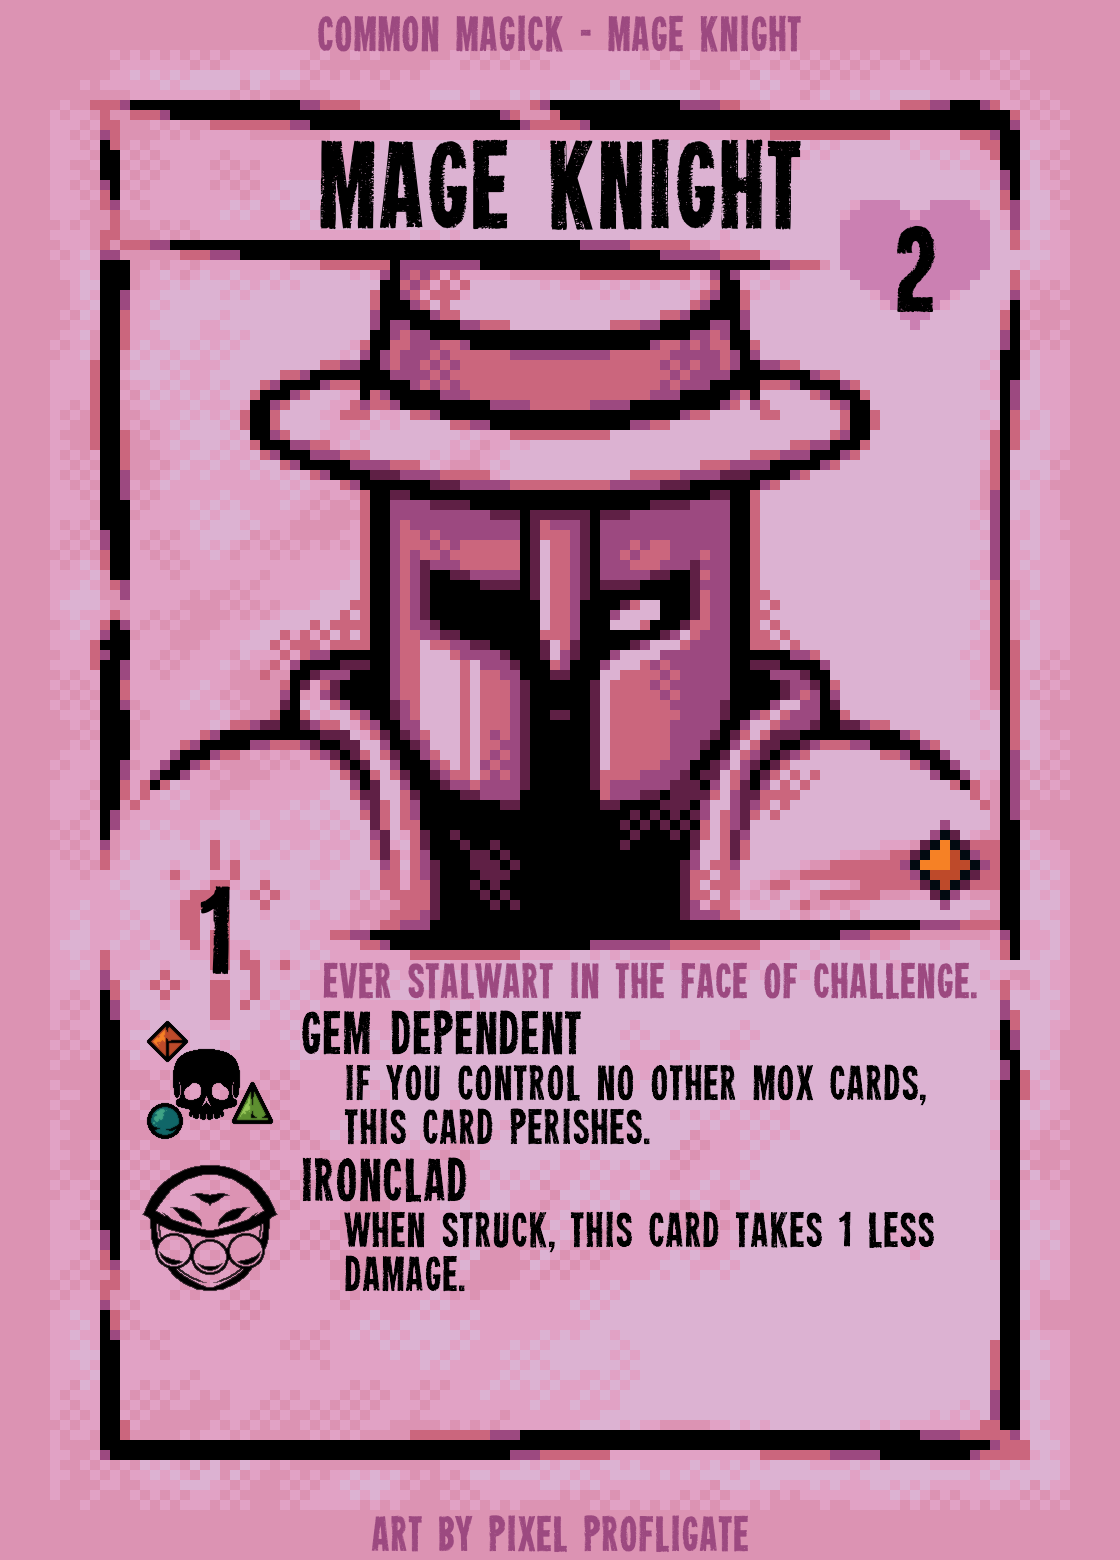 COMMON MAGICK - MAGE KNIGHT
MAGE KNIGHT
2
1
EVER STALWART IN THE FACE OF CHALLENGE.
GEM DEPENDENT
IF YOU CONTROL NO OTHER MOX CARDS,
THIS CARD PERISHES.
IRONCLAD
WHEN STRUCK, THIS CARD TAKES 1 LESS
DAMAGE.
ART BY PIXEL PROFLIGATE